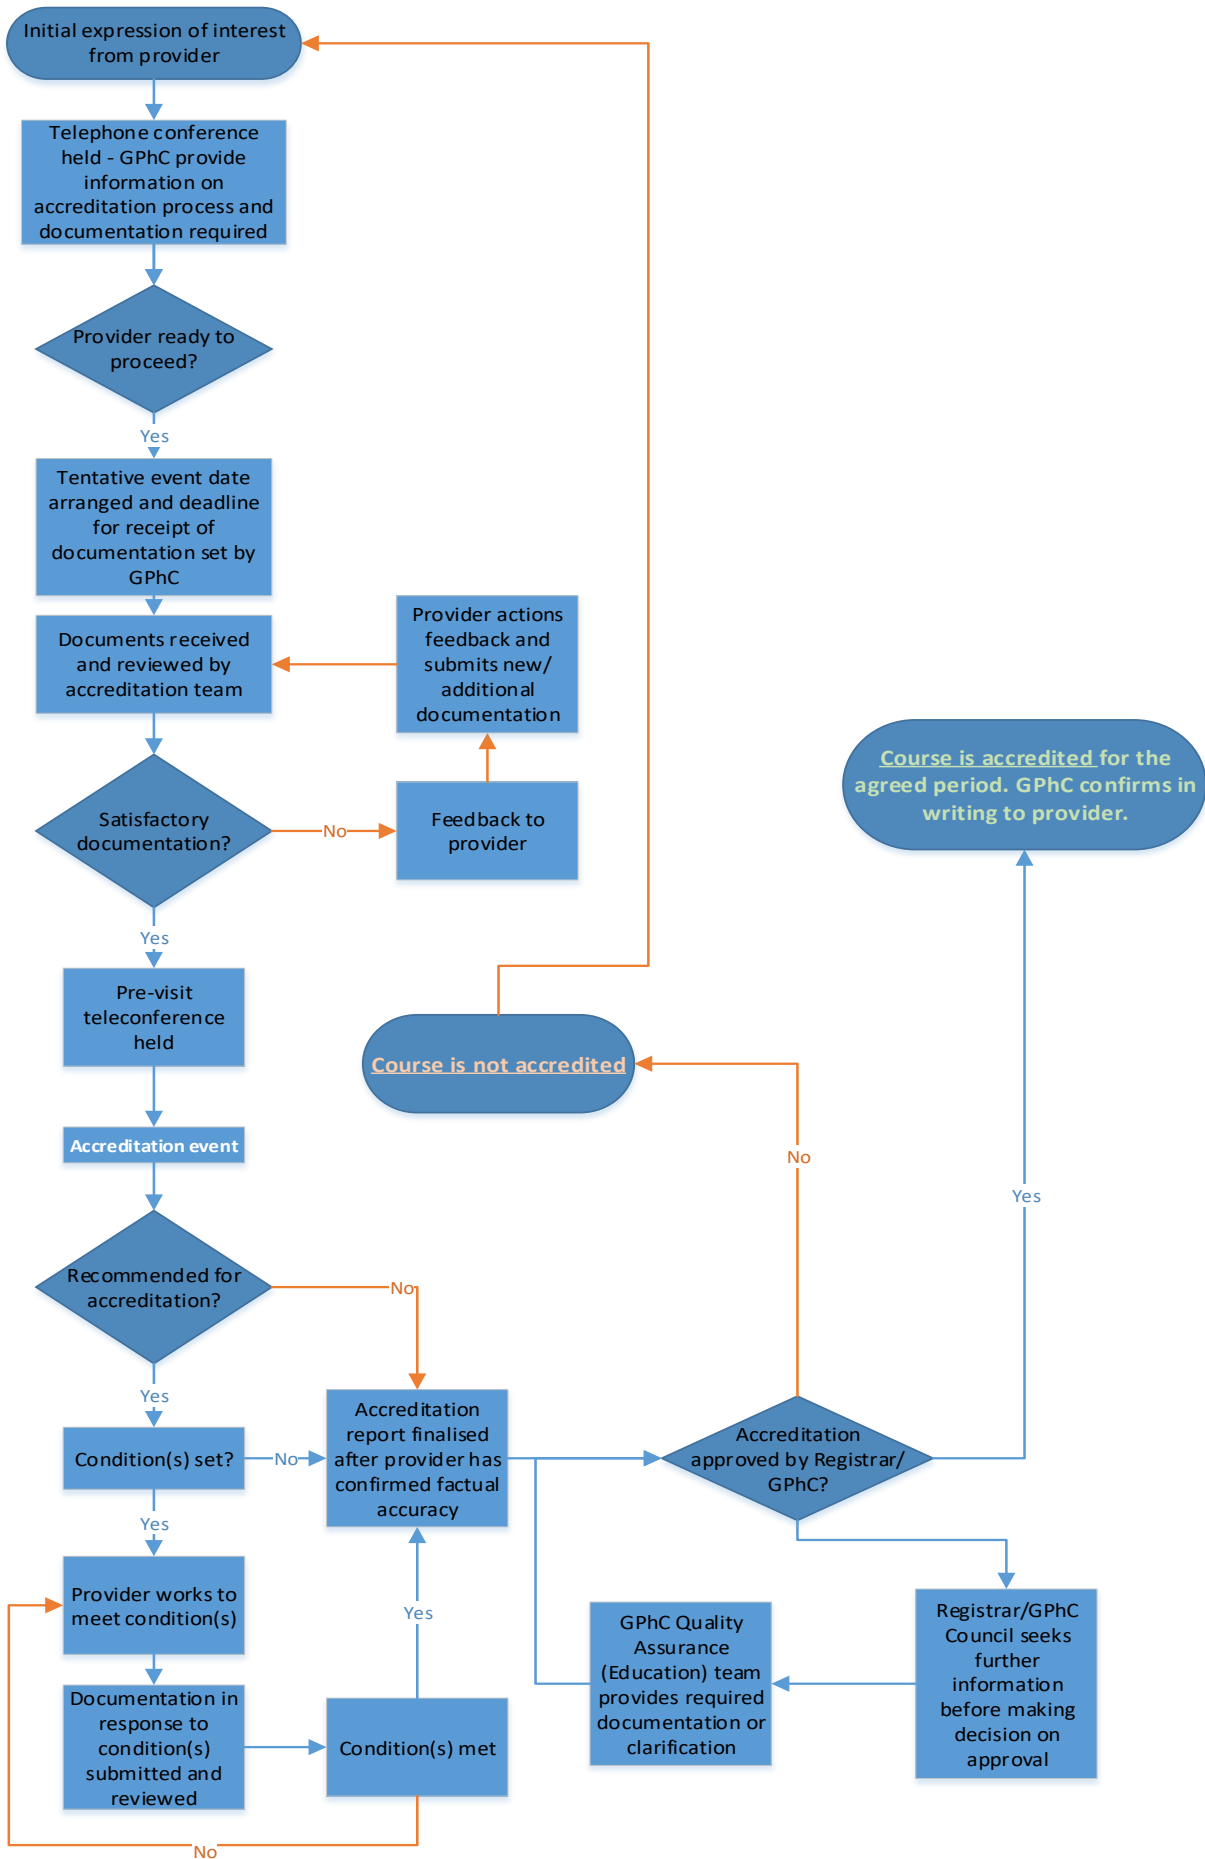 Initial expression of interest
from provider
Telephone conference
held - GPhC provide
information on
accreditation process and
documentation required
Provider ready to
proceed?
Yes
Tentative event date
arranged and deadline
for receipt of
documentation set by
GPhC
Documents received
and reviewed by
accreditation team
Provider actions
feedback and
submits new/
additional
documentation
Satisfactory
documentation?
No
Feedback to
provider
Yes
Course is accredited for the
agreed period. GPhC confirms in
writing to provider.
Pre-visit
teleconference
held
Course is not accredited
Accreditation event
No
Yes
Recommended for
accreditation?
No
Yes
Condition(s) set?
No
Accreditation
report finalised
after provider has
confirmed factual
accuracy
Accreditation
approved by Registrar/
GPhC?
Yes
Provider works to
meet condition(s)
Yes
GPhC Quality
Assurance
(Education) team
provides required
documentation or
clarification
Registrar/GPhC
Council seeks
further
information
before making
decision on
approval
Documentation in
response to
condition(s)
submitted and
reviewed
Condition(s) met
No